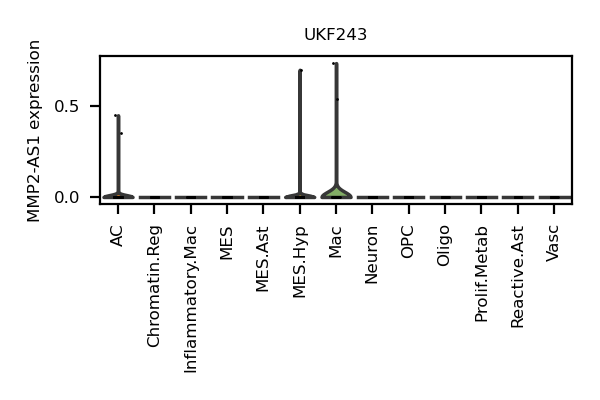 UKF243
MMP2-AS1 expression
0.5
0.0
AC
Chromatin.Reg
Inflammatory.Mac
MES
MES.Ast
MES.Hyp
Mac
Neuron
OPC
Oligo
Prolif.Metab
Reactive.Ast
Vasc